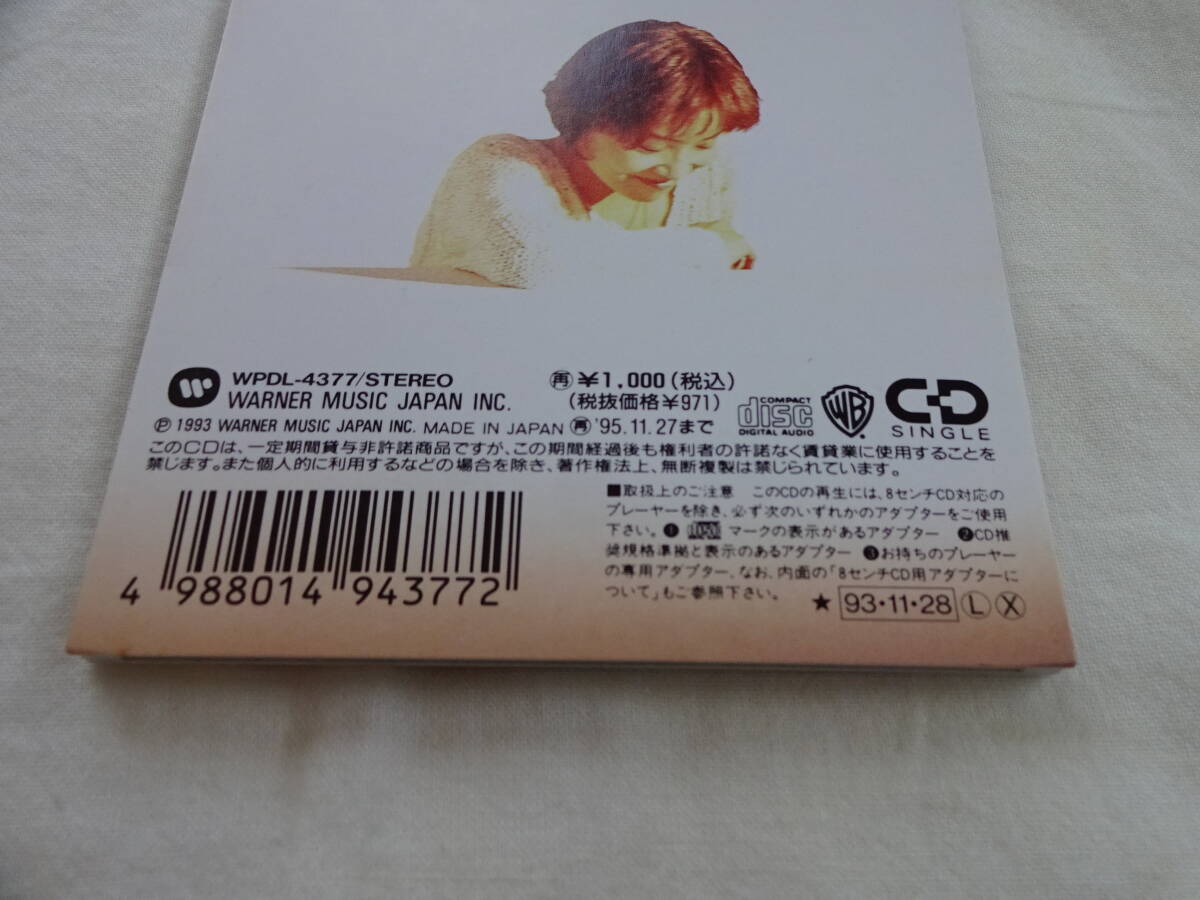 WPDL-4377/STEREO
WARNER MUSIC JAPAN INC.
再 ¥1,000(税込)
(税抜価格¥971)
COMPACT
disc
DIGITAL AUDIO
WB
CD
SINGLE
Ⓟ 1993 WARNER MUSIC JAPAN INC. MADE IN JAPAN 再 '95.11.27まで
このCDは、一定期間貸与非許諾商品ですが、この期間経過後も権利者の許諾なく賃貸業に使用することを
禁じます。また個人的に利用するなどの場合を除き、著作権法上、無断複製は禁じられています。
■取扱上のご注意 このCDの再生には、8センチCD対応の
プレーヤーを除き、必ず次のいずれかのアダプターをご使用
下さい。❶ disc マークの表示があるアダプター ❷CD推
奨規格準拠と表示のあるアダプター ❸お持ちのプレーヤー
の専用アダプター、なお、内面の「8センチCD用アダプターに
ついて」もご参照下さい。
★ 93・11・28 Ⓛ Ⓧ
4 988014 943772